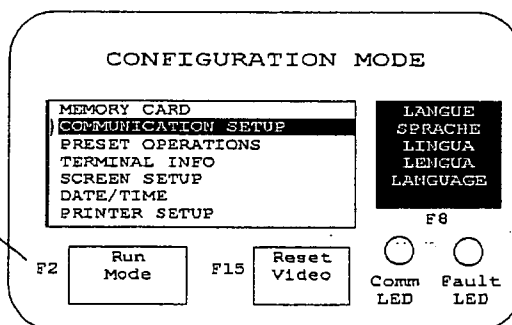 CONFIGURATION MODE
MEMORY CARD
COMMUNICATION SETUP
PRESET OPERATIONS
TERMINAL INFO
SCREEN SETUP
DATE/TIME
PRINTER SETUP
LANGUE
SPRACHE
LINGUA
LENGUA
LANGUAGE
F8
F2
Run
Mode
F15
Reset
Video
Comm
LED
Fault
LED